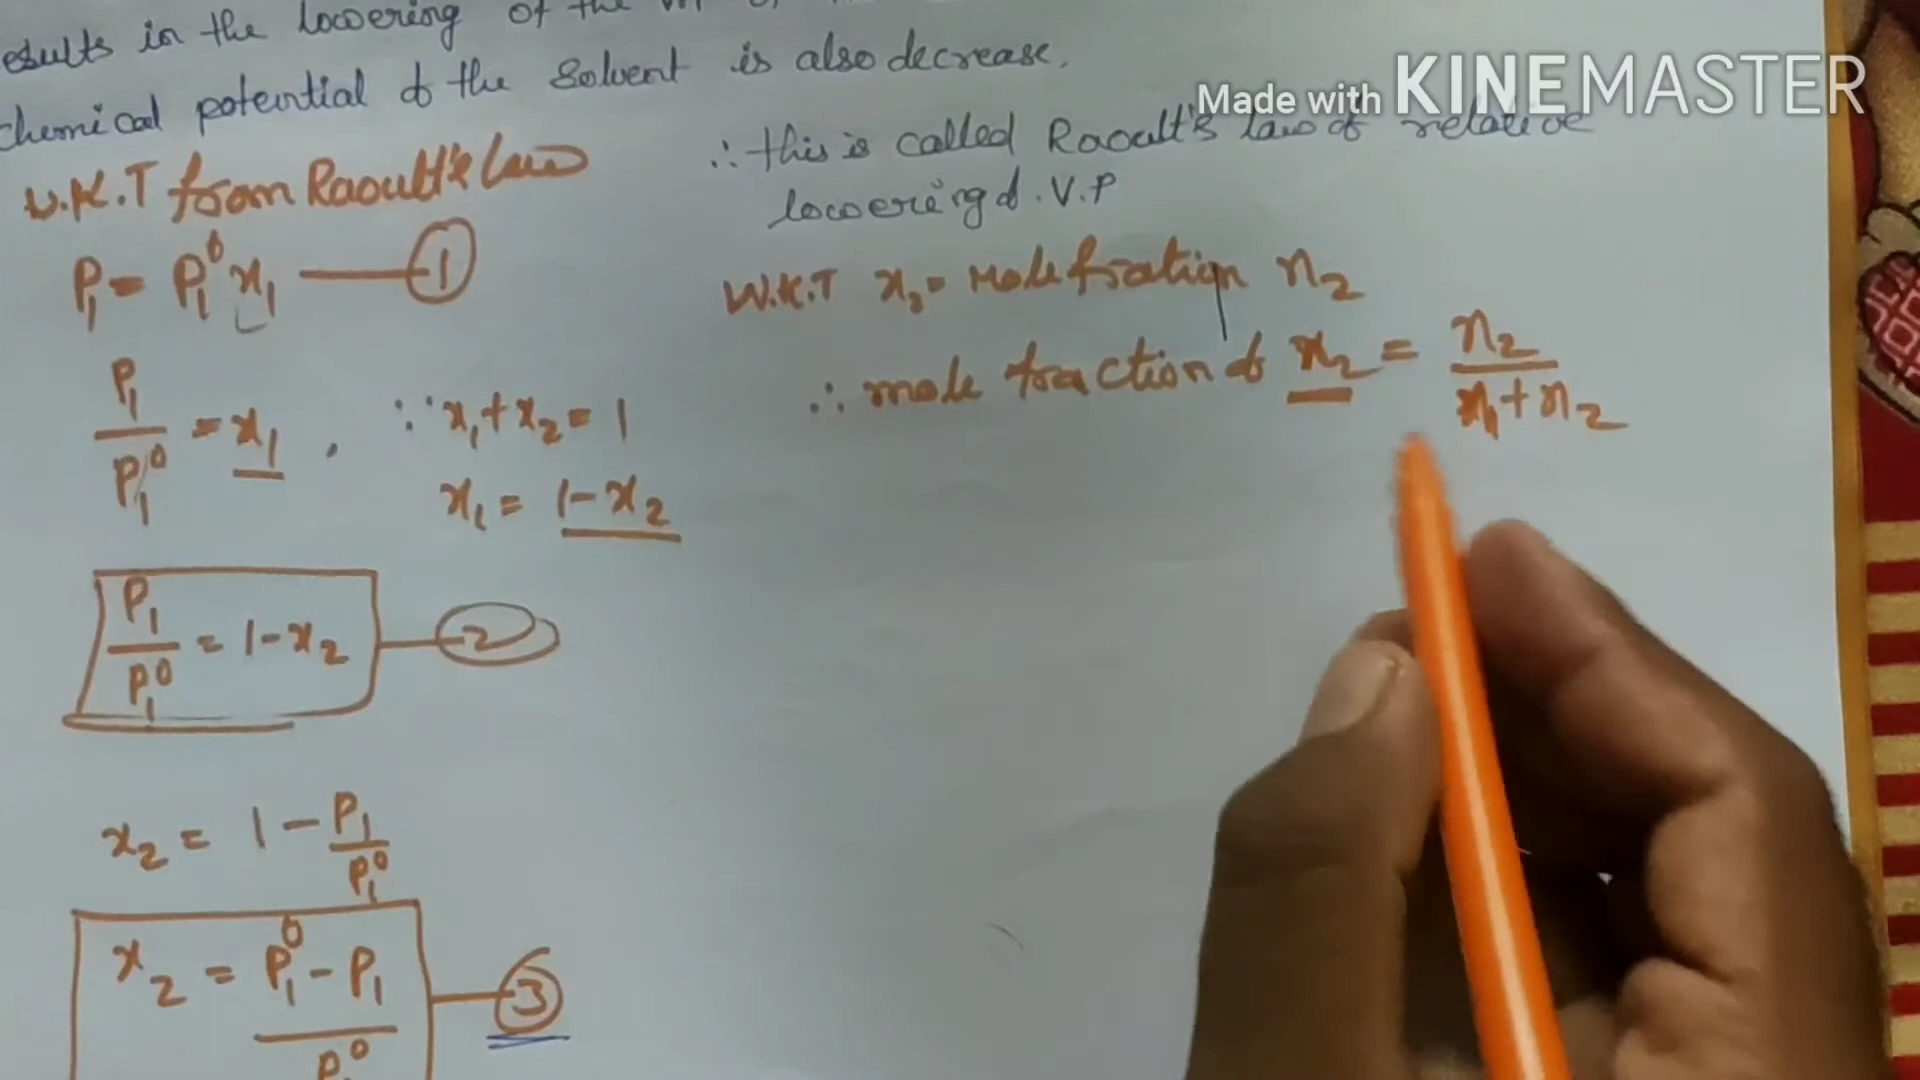 esults in the lowering of the
chemical potential of the solvent is also decrease.
Made with KINEMASTER
W.K.T from Raoult's law
P₁ = P₁⁰ x₁ —— ①
P₁/P₁⁰ = x₁ , ∵ x₁ + x₂ = 1
x₁ = 1 - x₂
P₁/P₁⁰ = 1 - x₂ — ②
x₂ = 1 - P₁/P₁⁰
x₂ = P₁⁰ - P₁/P₁⁰ — ③
∴ this is called Raoult's law of relative
lowering of. V.P
W.K.T x₂ = Mole fration n₂
∴ mole fraction of x₂ = n₂/n₁ + n₂